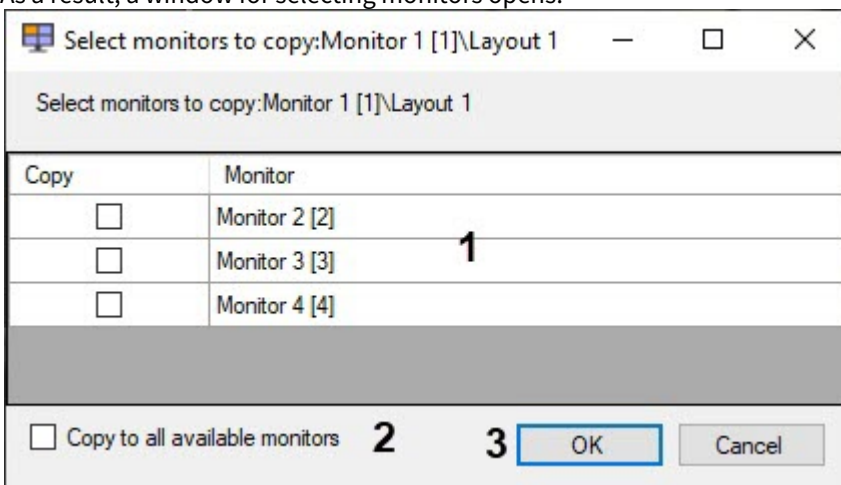 As a result, a window for selecting monitors opens.
Select monitors to copy:Monitor 1 [1]\Layout 1
Select monitors to copy:Monitor 1 [1]\Layout 1
Copy Monitor
Monitor 2 [2]
Monitor 3 [3]
1
Monitor 4 [4]
Copy to all available monitors 2 3 OK Cancel